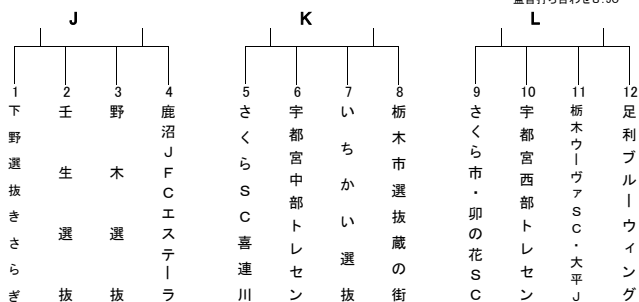 J K L
1 2 3 4 5 6 7 8 9 10 11 12
下野選抜きさらぎ
壬生選抜
野木選抜
鹿沼JFCエステーラ
さくらSC喜連川
宇都宮中部トレセン
いちかい選抜
栃木市選抜蔵の街
さくら市・卯の花SC
宇都宮西部トレセン
栃木ウーヴァSC・大平J
足利ブルーウィング